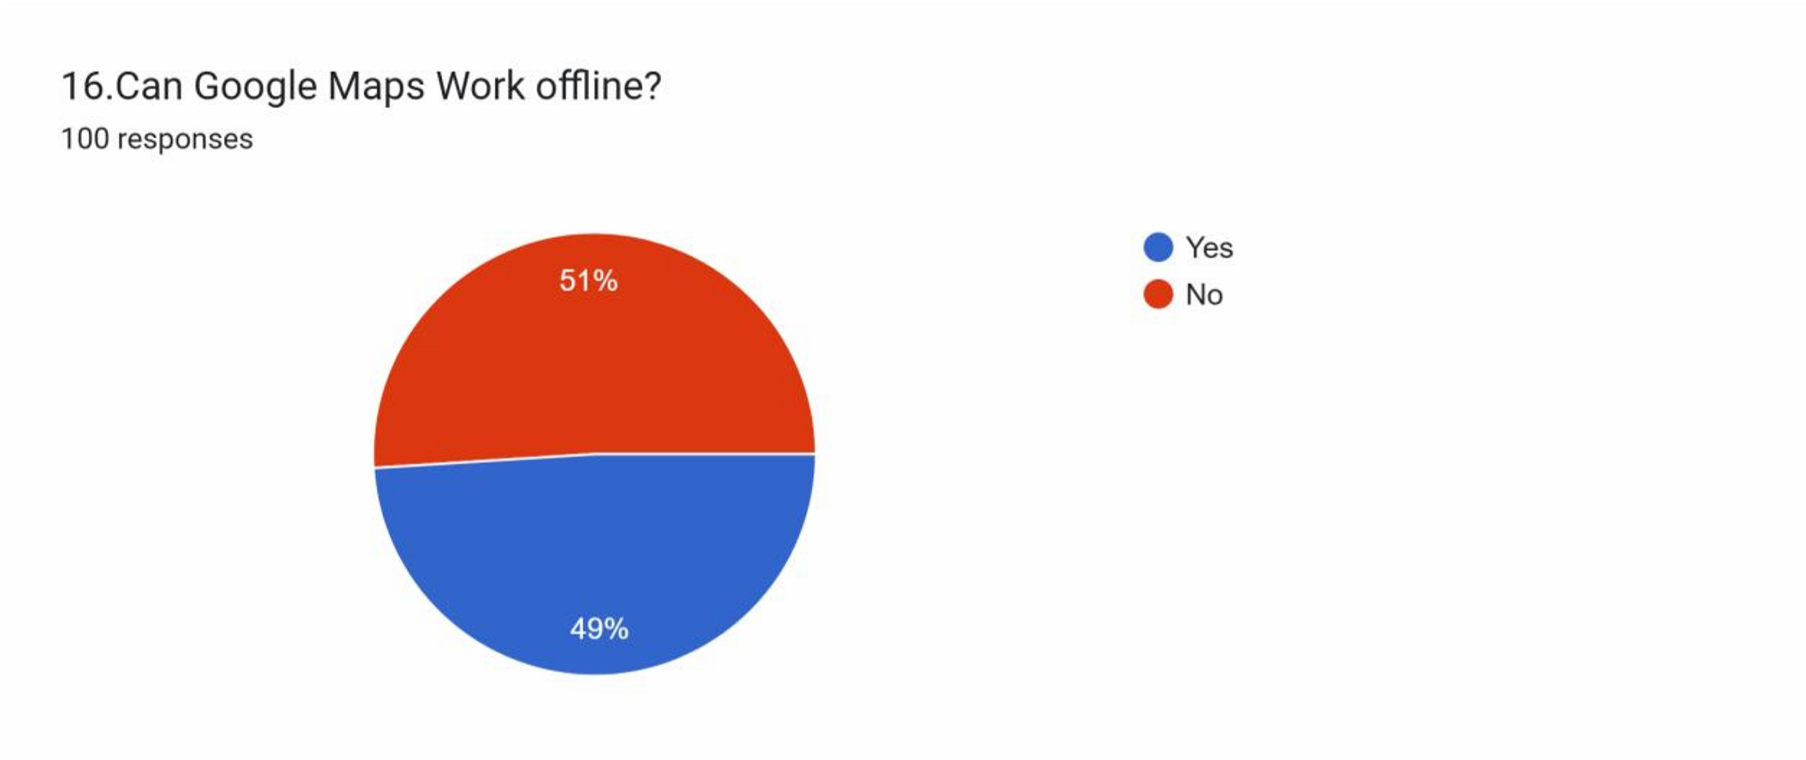 16.Can Google Maps Work offline?
100 responses
51%
49%
Yes
No